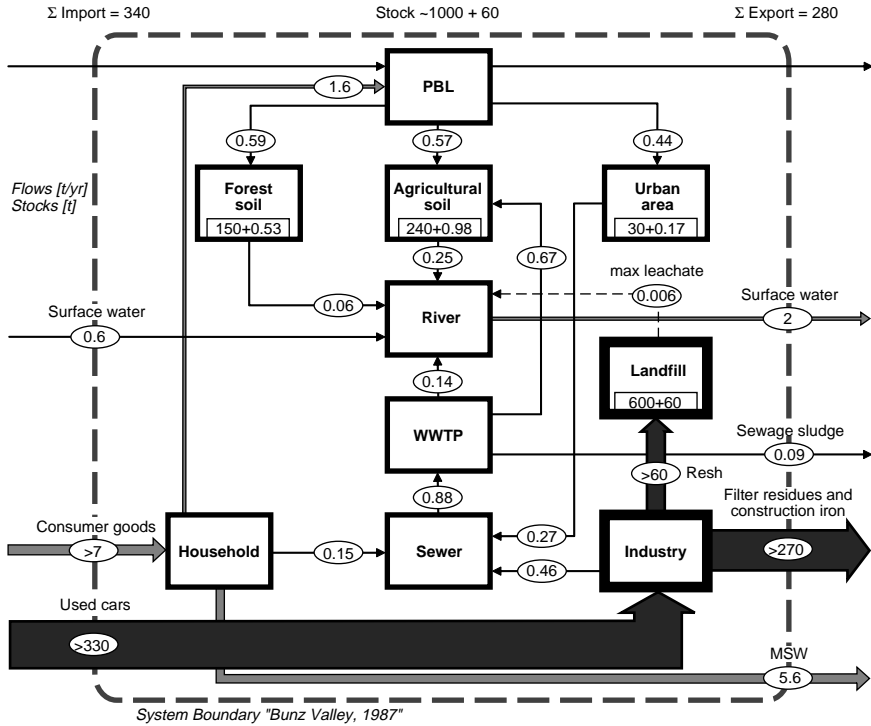 Σ Import = 340
Stock ~1000 + 60
Σ Export = 280
PBL
1.6
0.59
0.57
0.44
Flows [t/yr]
Stocks [t]
Forest
soil
150+0.53
Agricultural
soil
240+0.98
Urban
area
30+0.17
0.25
0.67
max leachate
0.06
0.006
Surface water
0.6
River
Surface water
2
Landfill
600+60
0.14
WWTP
Sewage sludge
0.09
>60
Resh
0.88
Filter residues and
construction iron
>270
Consumer goods
>7
Household
0.15
Sewer
0.27
0.46
Industry
Used cars
>330
MSW
5.6
System Boundary "Bunz Valley, 1987"